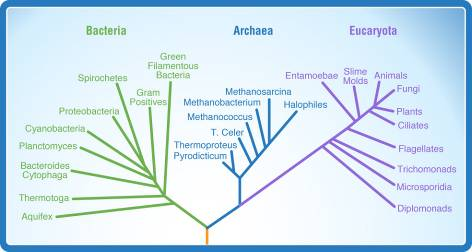 Bacteria
Archaea
Eucaryota
Green
Filamentous
Bacteria
Spirochetes
Gram
Positives
Proteobacteria
Cyanobacteria
Planctomyces
Bacteroides
Cytophaga
Thermotoga
Aquifex
Methanosarcina
Methanobacterium
Halophiles
Methanococcus
T. Celer
Thermoproteus
Pyrodicticum
Entamoebae
Slime
Molds
Animals
Fungi
Plants
Ciliates
Flagellates
Trichomonads
Microsporidia
Diplomonads